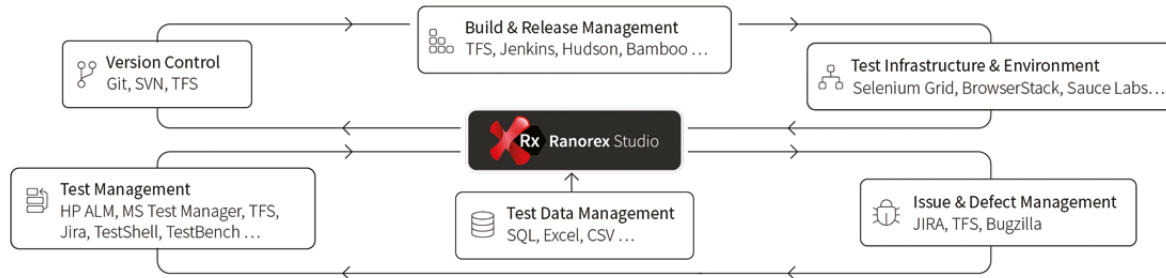 Build & Release Management
TFS, Jenkins, Hudson, Bamboo ...
Version Control
Git, SVN, TFS
Test Infrastructure & Environment
Selenium Grid, BrowserStack, Sauce Labs...
Rx Ranorex Studio
Test Management
HP ALM, MS Test Manager, TFS,
Jira, TestShell, TestBench ...
Test Data Management
SQL, Excel, CSV ...
Issue & Defect Management
JIRA, TFS, Bugzilla